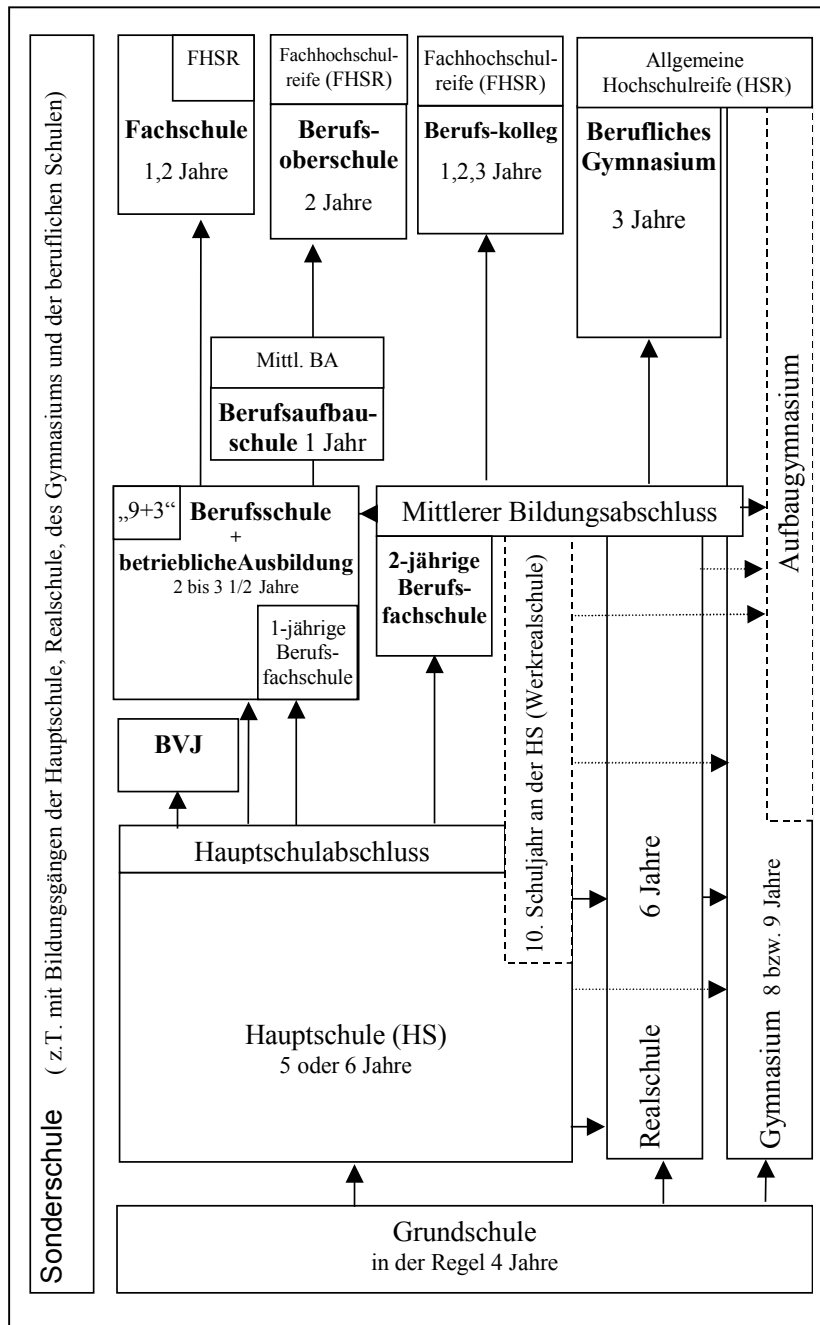 Sonderschule ( z.T. mit Bildungsgängen der Hauptschule, Realschule, des Gymnasiums und der beruflichen Schulen)
FHSR
Fachschule
1,2 Jahre
Fachhochschul-
reife (FHSR)
Berufs-
oberschule
2 Jahre
Fachhochschul-
reife (FHSR)
Berufs-kolleg
1,2,3 Jahre
Allgemeine
Hochschulreife (HSR)
Berufliches
Gymnasium
3 Jahre
Aufbaugymnasium
Mittl. BA
Berufsaufbau-
schule 1 Jahr
„9+3“
Berufsschule
+
betrieblicheAusbildung
2 bis 3 1/2 Jahre
1-jährige
Berufs-
fachschule
Mittlerer Bildungsabschluss
2-jährige
Berufs-
fachschule
10. Schuljahr an der HS (Werkrealschule)
BVJ
Hauptschulabschluss
Hauptschule (HS)
5 oder 6 Jahre
Realschule 6 Jahre
Gymnasium 8 bzw. 9 Jahre
Grundschule
in der Regel 4 Jahre